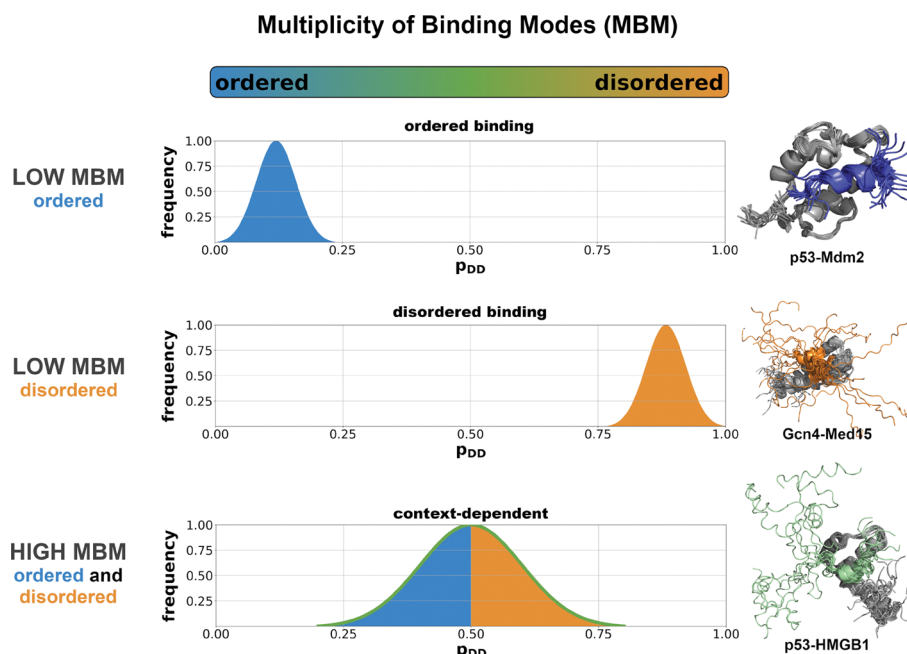 Multiplicity of Binding Modes (MBM)
ordered disordered
ordered binding
LOW MBM
ordered
frequency
1.00
0.75
0.50
0.25
0.00 0.25 0.50 0.75 1.00
pDD
p53-Mdm2
disordered binding
LOW MBM
disordered
frequency
1.00
0.75
0.50
0.25
0.00 0.25 0.50 0.75 1.00
pDD
Gcn4-Med15
context-dependent
HIGH MBM
ordered and
disordered
frequency
1.00
0.75
0.50
0.25
0.00 0.25 0.50 0.75 1.00
pDD
p53-HMGB1